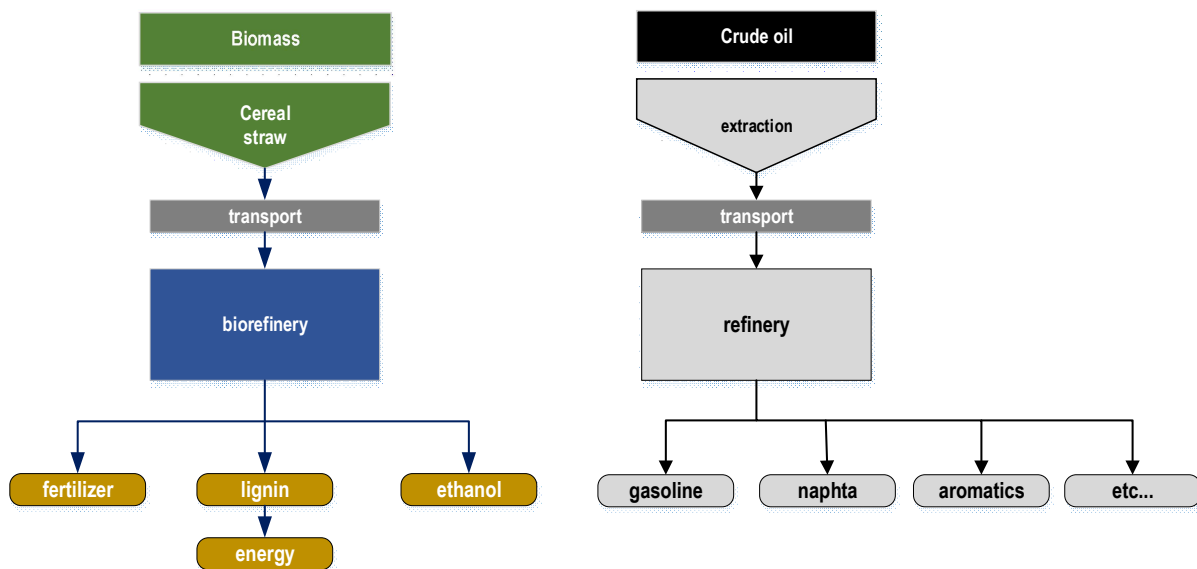 Biomass
Cereal
straw
transport
biorefinery
fertilizer
lignin
ethanol
energy
Crude oil
extraction
transport
refinery
gasoline
naphta
aromatics
etc...